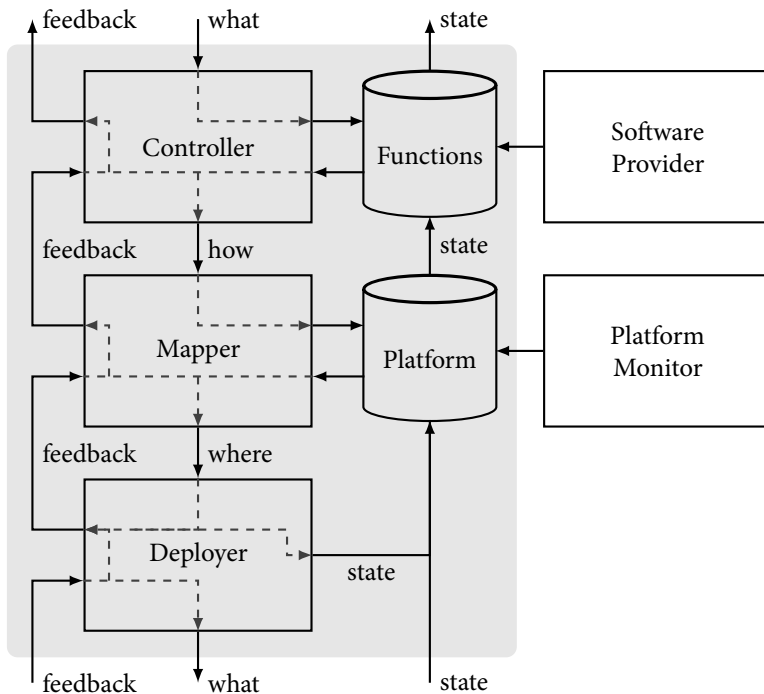 feedback
what
state
Controller
Functions
Software
Provider
feedback
how
state
Mapper
Platform
Platform
Monitor
feedback
where
Deployer
state
feedback
what
state